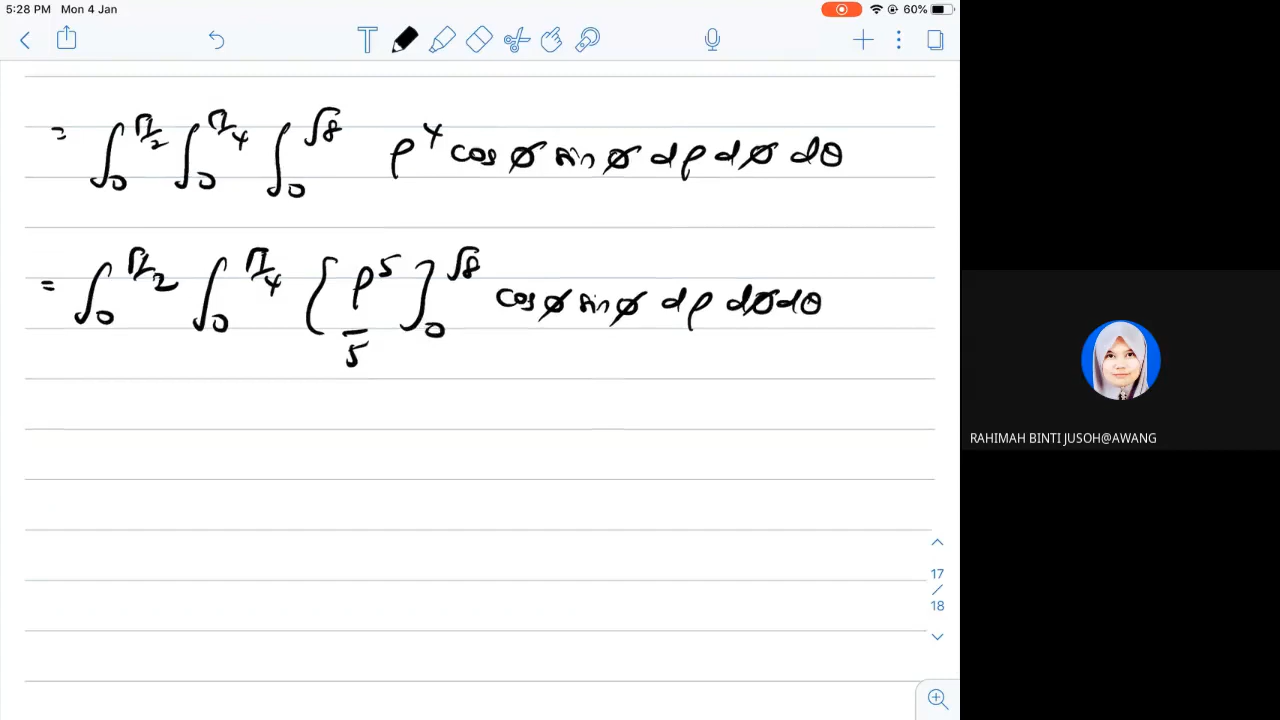 5:28 PM Mon 4 Jan 60%
= ∫₀^{π/2} ∫₀^{π/4} ∫₀^{√8} ρ⁴ cos φ sin φ dρ dφ dθ
= ∫₀^{π/2} ∫₀^{π/4} [ρ⁵/5]₀^{√8} cos φ sin φ dρ dφ dθ
RAHIMAH BINTI JUSOH@AWANG
17
/
18